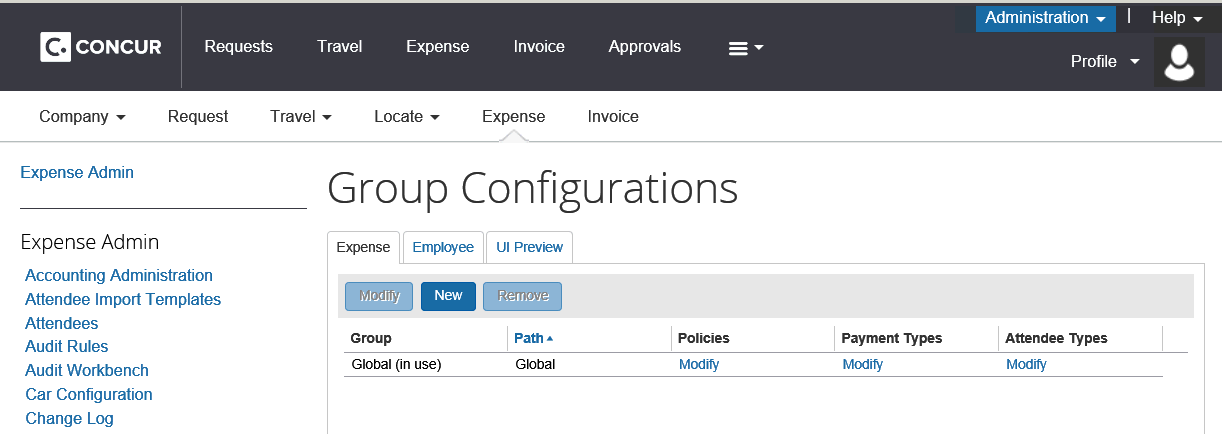 Administration | Help
C. CONCUR Requests Travel Expense Invoice Approvals
Profile
Company Request Travel Locate Expense Invoice
Expense Admin
Group Configurations
Expense Admin
Expense Employee UI Preview
Accounting Administration
Attendee Import Templates
Attendees
Audit Rules
Audit Workbench
Car Configuration
Change Log
Modify New Remove
Group Path Policies Payment Types Attendee Types
Global (in use) Global Modify Modify Modify